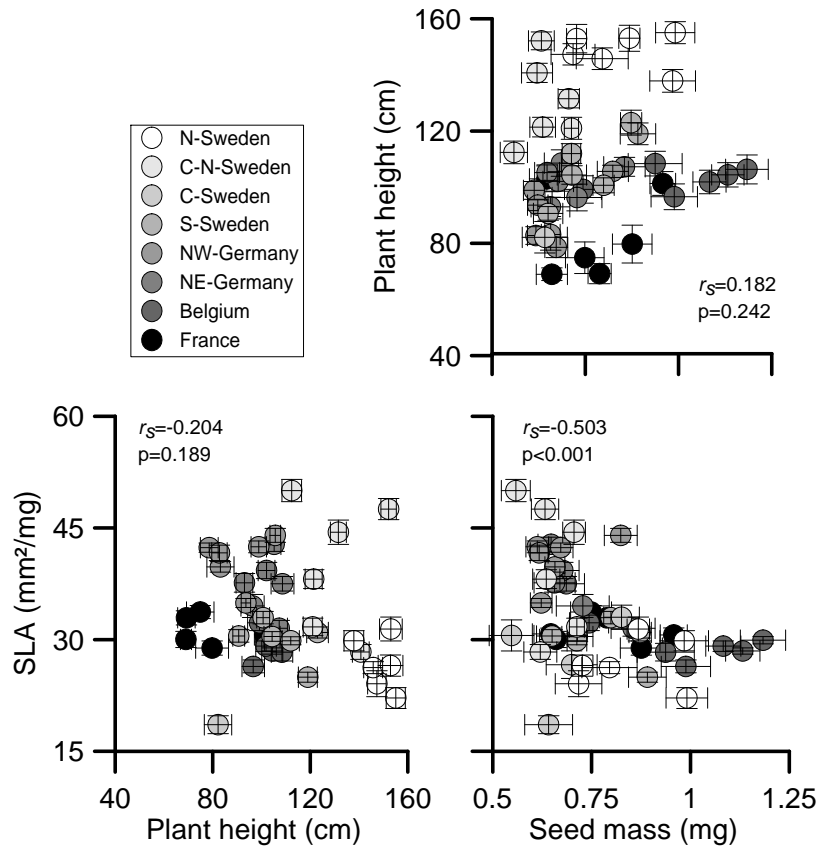 160
120
80
40
Plant height (cm)
rs=0.182
p=0.242
N-Sweden
C-N-Sweden
C-Sweden
S-Sweden
NW-Germany
NE-Germany
Belgium
France
60
45
30
15
SLA (mm²/mg)
rs=-0.204
p=0.189
40
80
120
160
Plant height (cm)
rs=-0.503
p<0.001
0.5
0.75
1
1.25
Seed mass (mg)